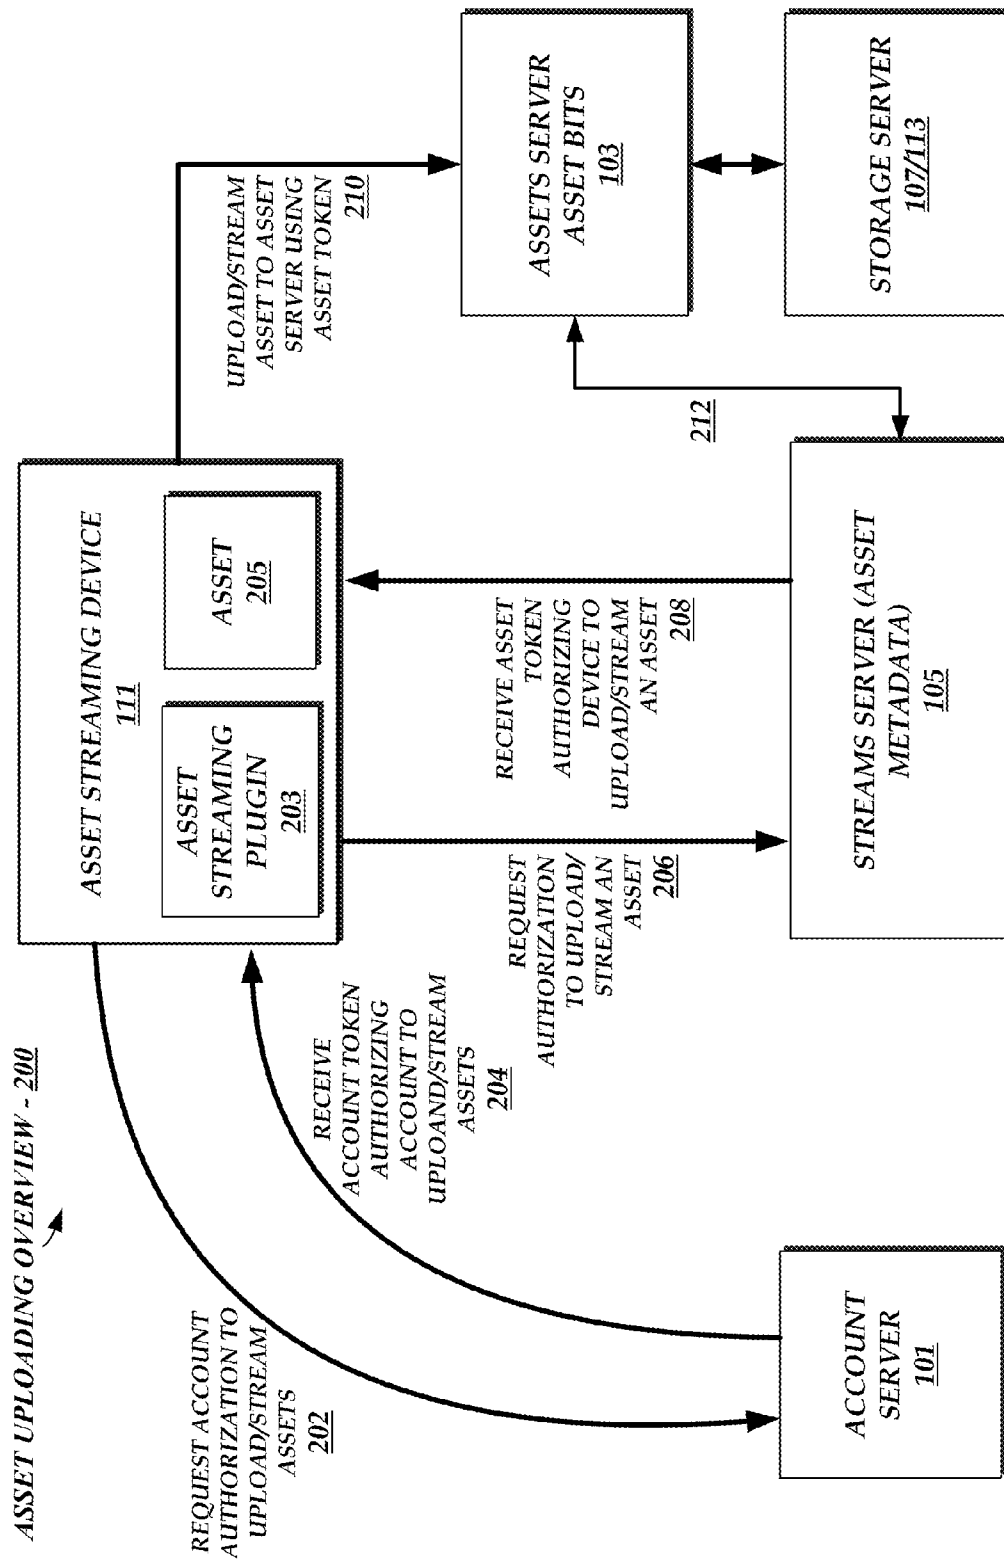 ASSET UPLOADING OVERVIEW - 200
REQUEST ACCOUNT
AUTHORIZATION TO
UPLOAD/STREAM
ASSETS
202
RECEIVE
ACCOUNT TOKEN
AUTHORIZING
ACCOUNT TO
UPLOAND/STREAM
ASSETS
204
ACCOUNT
SERVER
101
ASSET STREAMING DEVICE
111
ASSET
STREAMING
PLUGIN
203
ASSET
205
REQUEST
AUTHORIZATION
TO UPLOAD/
STREAM AN
ASSET
206
RECEIVE ASSET
TOKEN
AUTHORIZING
DEVICE TO
UPLOAD/STREAM
AN ASSET
208
STREAMS SERVER (ASSET
METADATA)
105
UPLOAD/STREAM
ASSET TO ASSET
SERVER USING
ASSET TOKEN
210
212
ASSETS SERVER
ASSET BITS
103
STORAGE SERVER
107/113